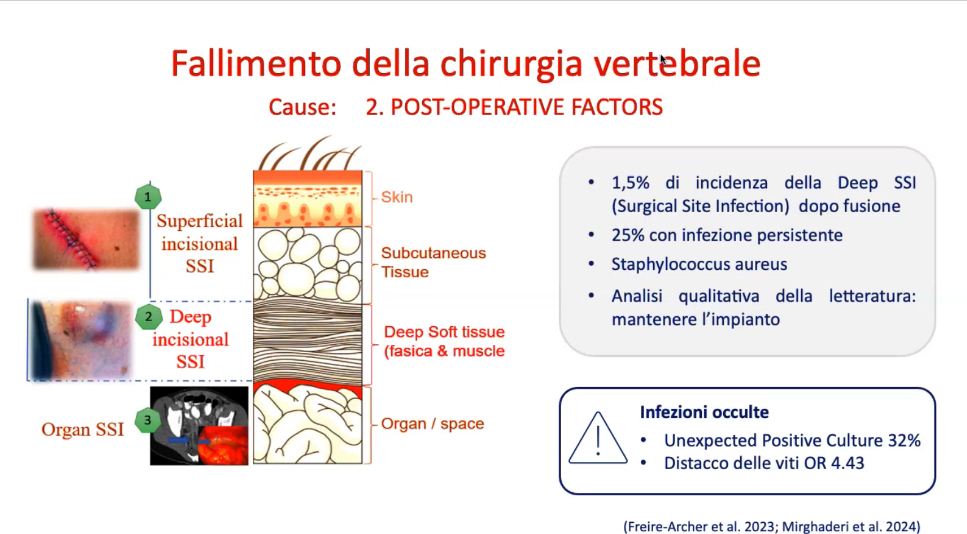 Fallimento della chirurgia vertebrale
Cause: 2. POST-OPERATIVE FACTORS
1
Superficial
incisional
SSI
2
Deep
incisional
SSI
Organ SSI
3
Skin
Subcutaneous
Tissue
Deep Soft tissue
(fasica & muscle
Organ / space
• 1,5% di incidenza della Deep SSI
(Surgical Site Infection) dopo fusione
• 25% con infezione persistente
• Staphylococcus aureus
• Analisi qualitativa della letteratura:
mantenere l'impianto
Infezioni occulte
• Unexpected Positive Culture 32%
• Distacco delle viti OR 4.43
(Freire-Archer et al. 2023; Mirghaderi et al. 2024)